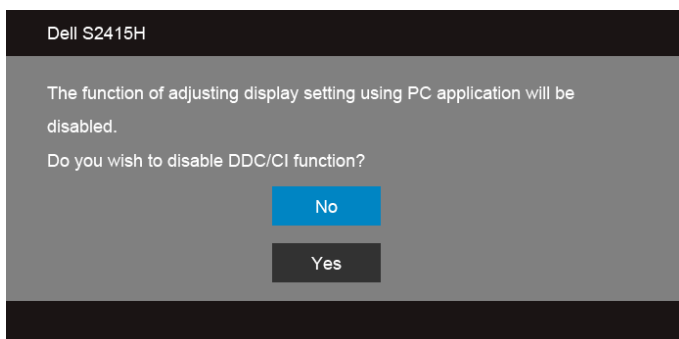 Dell S2415H
The function of adjusting display setting using PC application will be
disabled.
Do you wish to disable DDC/CI function?
No
Yes